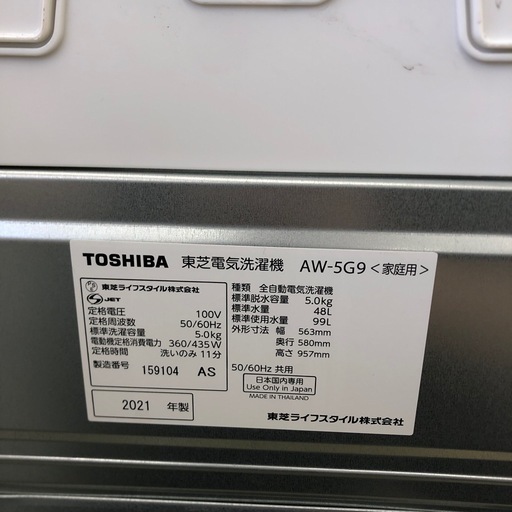 TOSHIBA 東芝電気洗濯機 AW-5G9 <家庭用>
東芝ライフスタイル株式会社
JET
定格電圧 100V
定格周波数 50/60Hz
標準洗濯容量 5.0kg
電動機定格消費電力 360/435W
定格時間 洗いのみ 11分
製造番号 159104 AS
2021 年製
種類 全自動電気洗濯機
標準脱水容量 5.0kg
標準水量 48L
標準使用水量 99L
外形寸法 幅 563mm
奥行 580mm
高さ 957mm
50/60Hz 共用
日本国内専用
Use Only in Japan
MADE IN THAILAND
東芝ライフスタイル株式会社